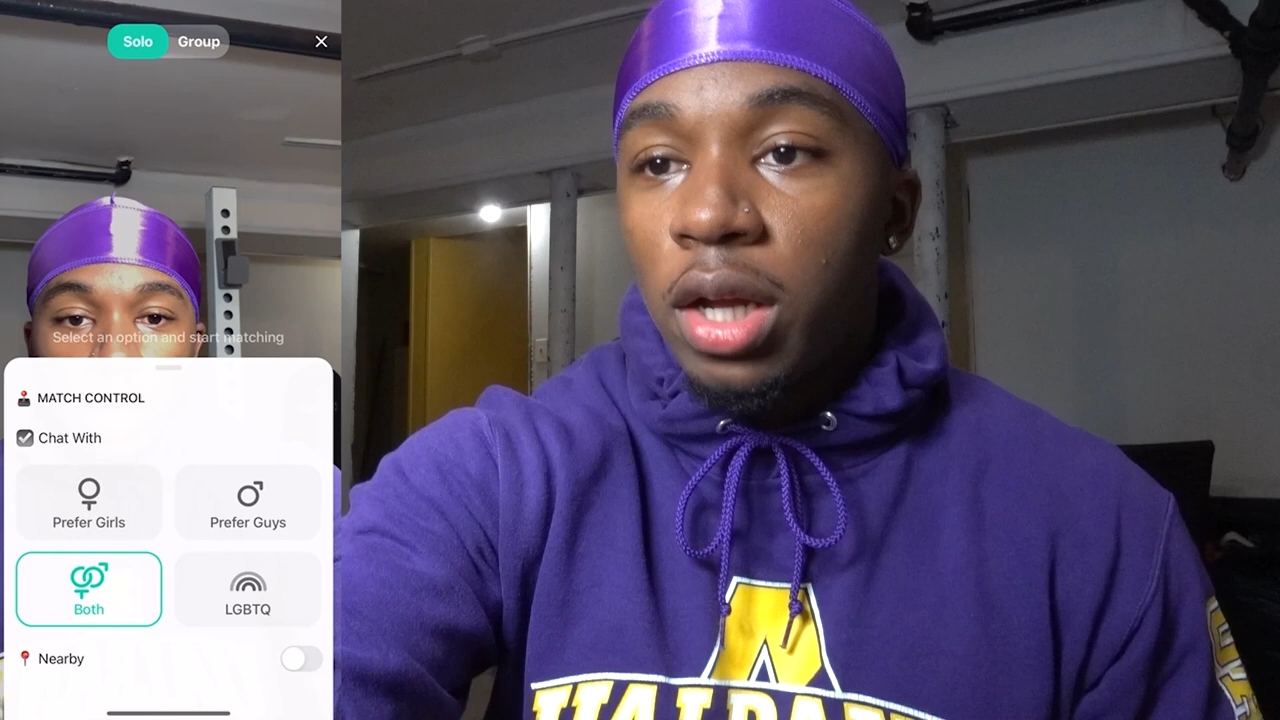 Solo Group
Select an option and start matching
MATCH CONTROL
Chat With
Prefer Girls Prefer Guys
Both LGBTQ
Nearby
A